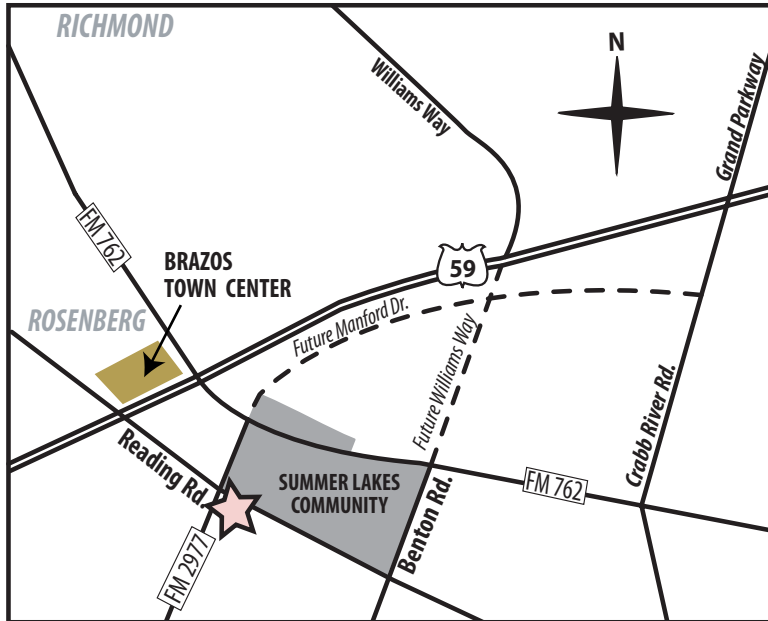 RICHMOND
Williams Way
N
Grand Parkway
FM 762
BRAZOS
TOWN CENTER
59
ROSENBERG
Future Manford Dr.
Future Williams Way
Crabb River Rd.
Reading Rd.
SUMMER LAKES
COMMUNITY
Benton Rd.
FM 762
FM 2977